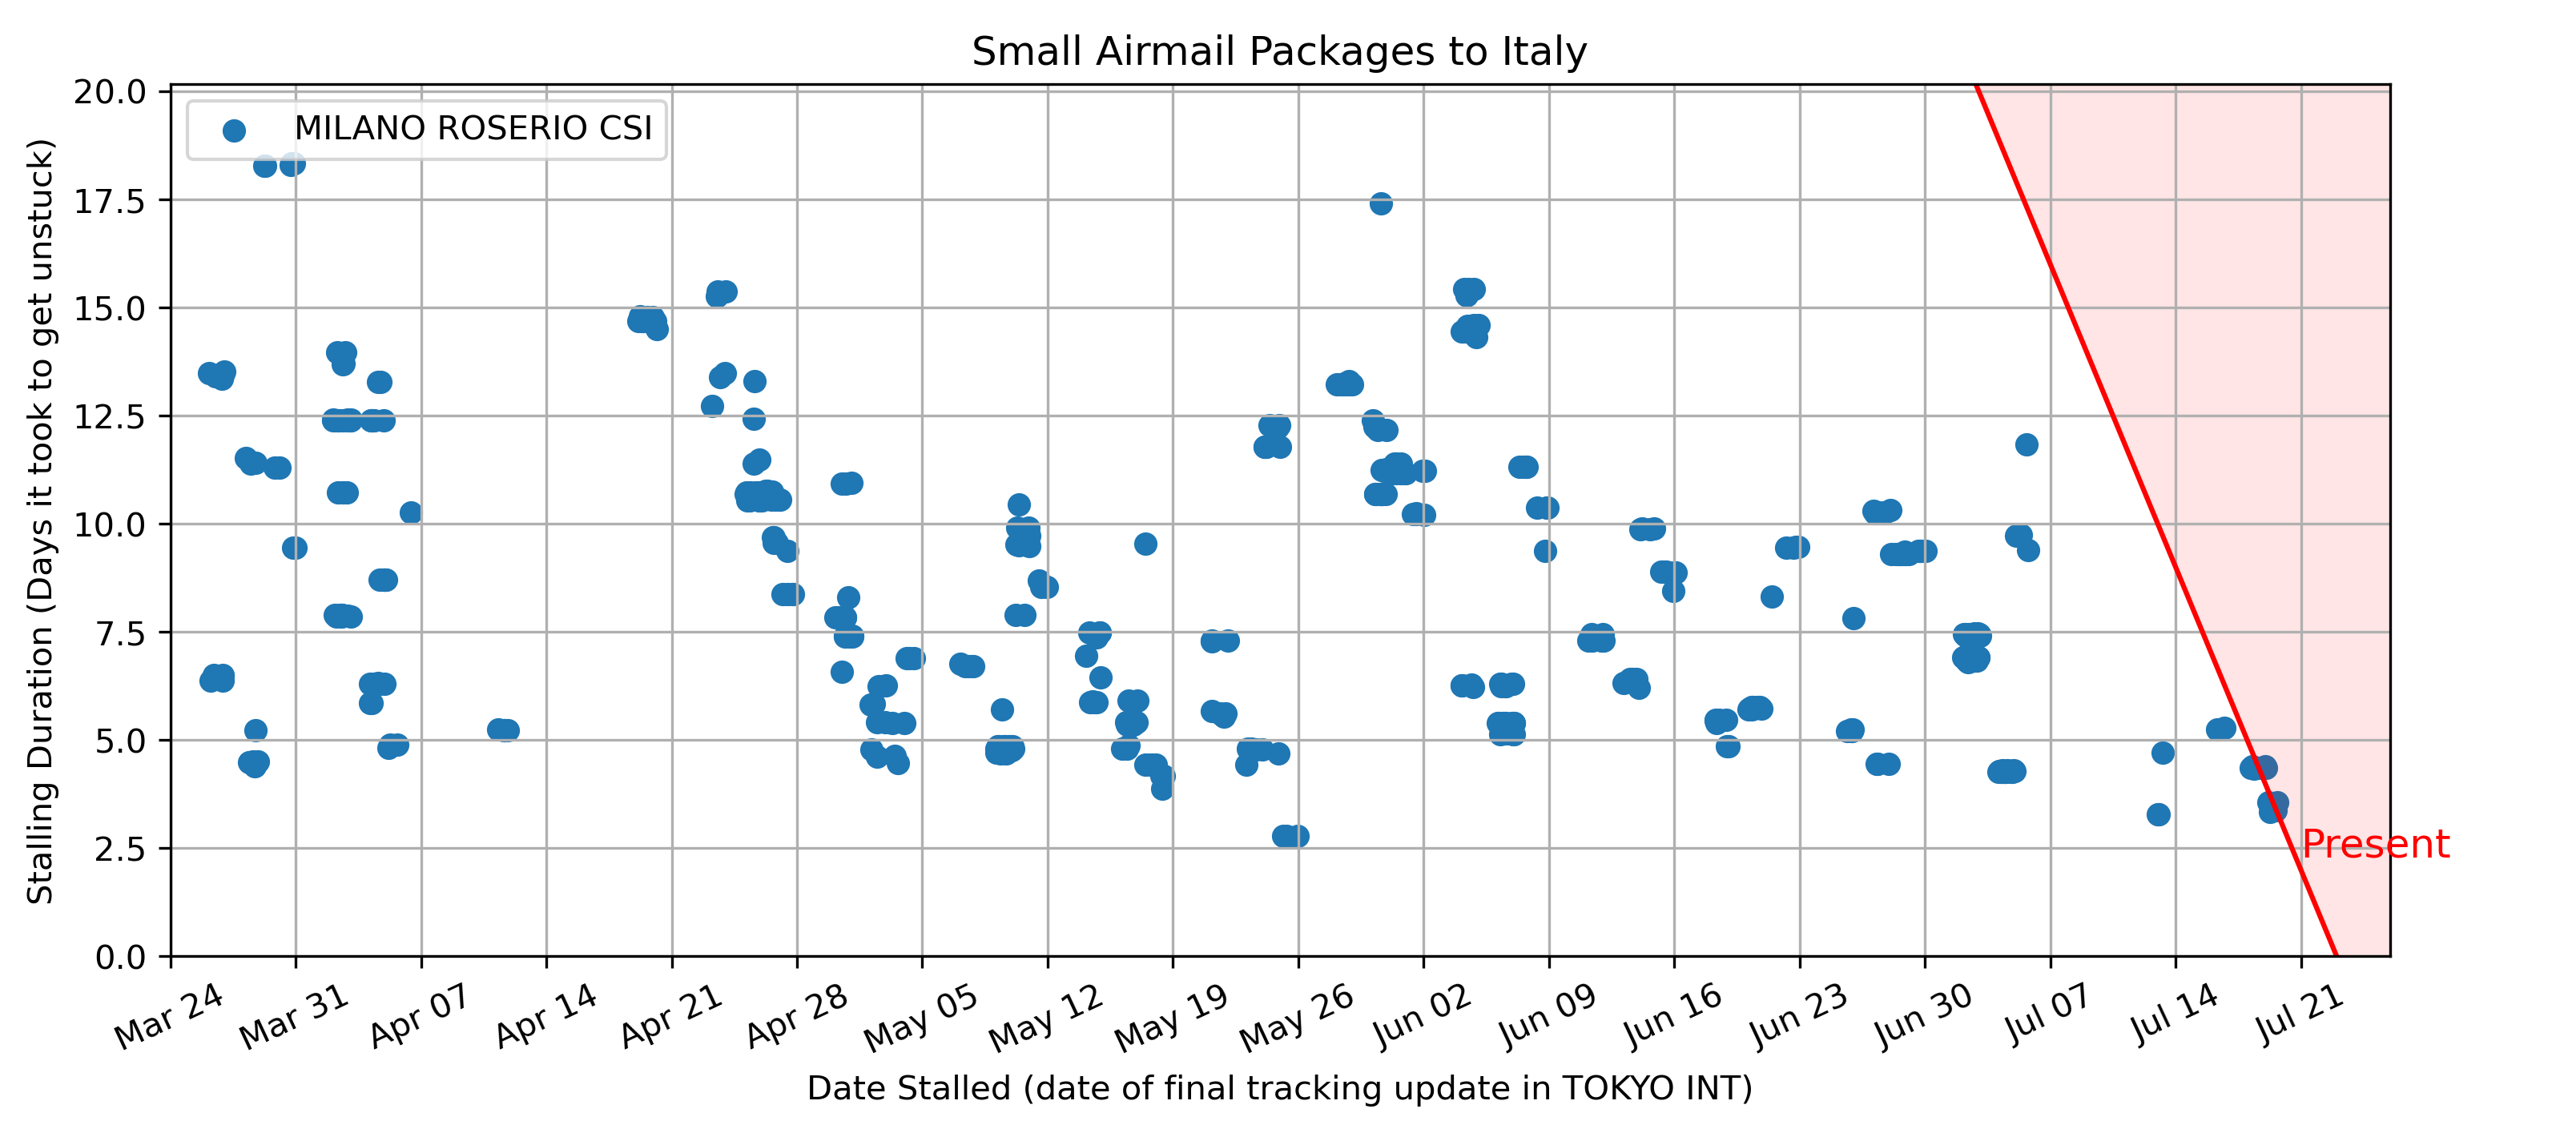 Small Airmail Packages to Italy
MILANO ROSERIO CSI
Stalling Duration (Days it took to get unstuck)
20.0
17.5
15.0
12.5
10.0
7.5
5.0
2.5
0.0
Present
Mar 24
Mar 31
Apr 07
Apr 14
Apr 21
Apr 28
May 05
May 12
May 19
May 26
Jun 02
Jun 09
Jun 16
Jun 23
Jun 30
Jul 07
Jul 14
Jul 21
Date Stalled (date of final tracking update in TOKYO INT)